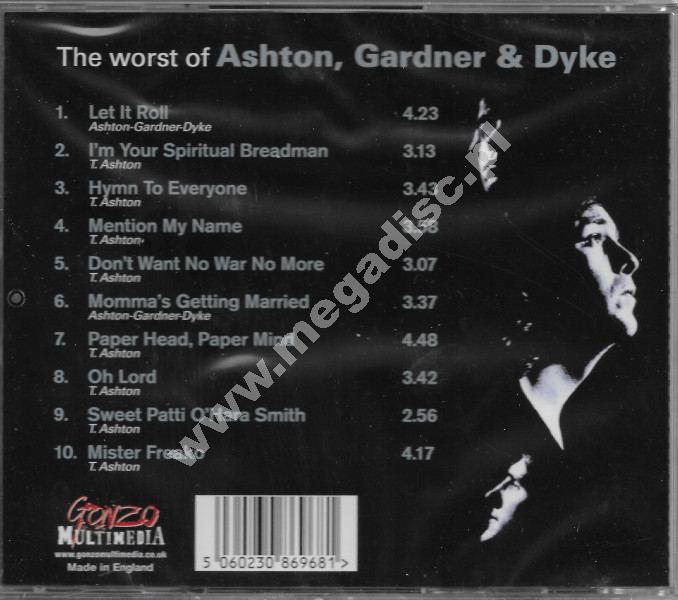 The worst of Ashton, Gardner & Dyke
1. Let It Roll 4.23
Ashton-Gardner-Dyke
2. I'm Your Spiritual Breadman 3.13
T. Ashton
3. Hymn To Everyone 3.43
T. Ashton
4. Mention My Name 3.58
T. Ashton
5. Don't Want No War No More 3.07
T. Ashton
6. Momma's Getting Married 3.37
Ashton-Gardner-Dyke
7. Paper Head, Paper Mind 4.48
T. Ashton
8. Oh Lord 3.42
T. Ashton
9. Sweet Patti O'Hara Smith 2.56
T. Ashton
10. Mister Freako 4.17
T. Ashton
www.megadisc.nl
GONZO
MULTIMEDIA
www.gonzomultimedia.co.uk
Made in England
5 060230 869681 >